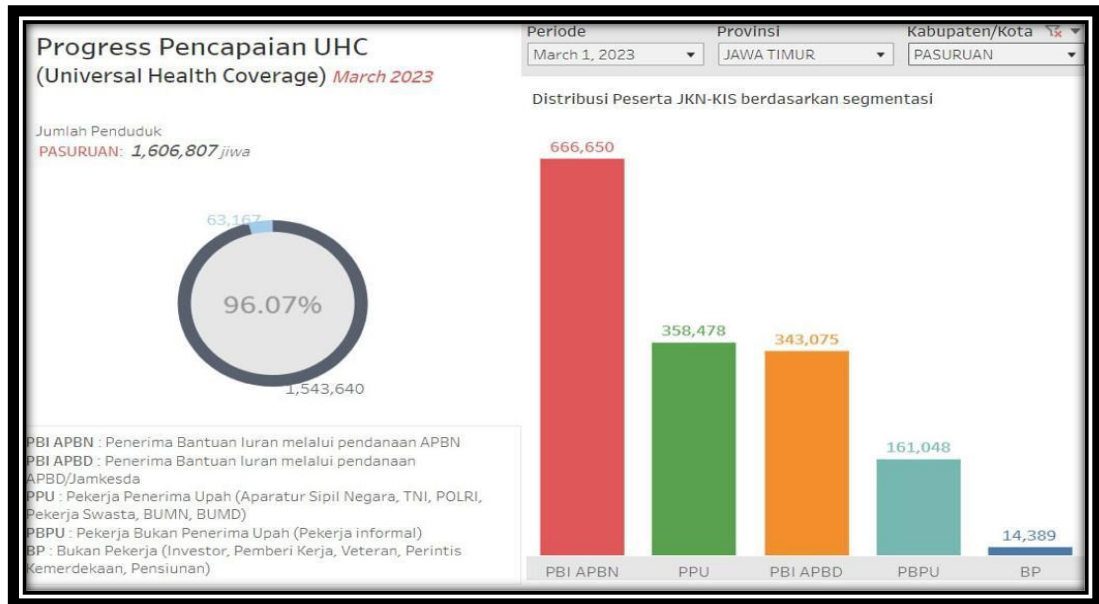 Progress Pencapaian UHC
(Universal Health Coverage) March 2023
Jumlah Penduduk
PASURUAN: 1,606,807 jiwa
63,167
96.07%
1,543,640
PBI APBN : Penerima Bantuan Iuran melalui pendanaan APBN
PBI APBD : Penerima Bantuan Iuran melalui pendanaan
APBD/Jamkesda
PPU : Pekerja Penerima Upah (Aparatur Sipil Negara, TNI, POLRI,
Pekerja Swasta, BUMN, BUMD)
PBPU : Pekerja Bukan Penerima Upah (Pekerja informal)
BP : Bukan Pekerja (Investor, Pemberi Kerja, Veteran, Perintis
Kemerdekaan, Pensiunan)
Periode Provinsi Kabupaten/Kota
March 1, 2023 JAWA TIMUR PASURUAN
Distribusi Peserta JKN-KIS berdasarkan segmentasi
666,650
358,478
343,075
161,048
14,389
PBI APBN PPU PBI APBD PBPU BP